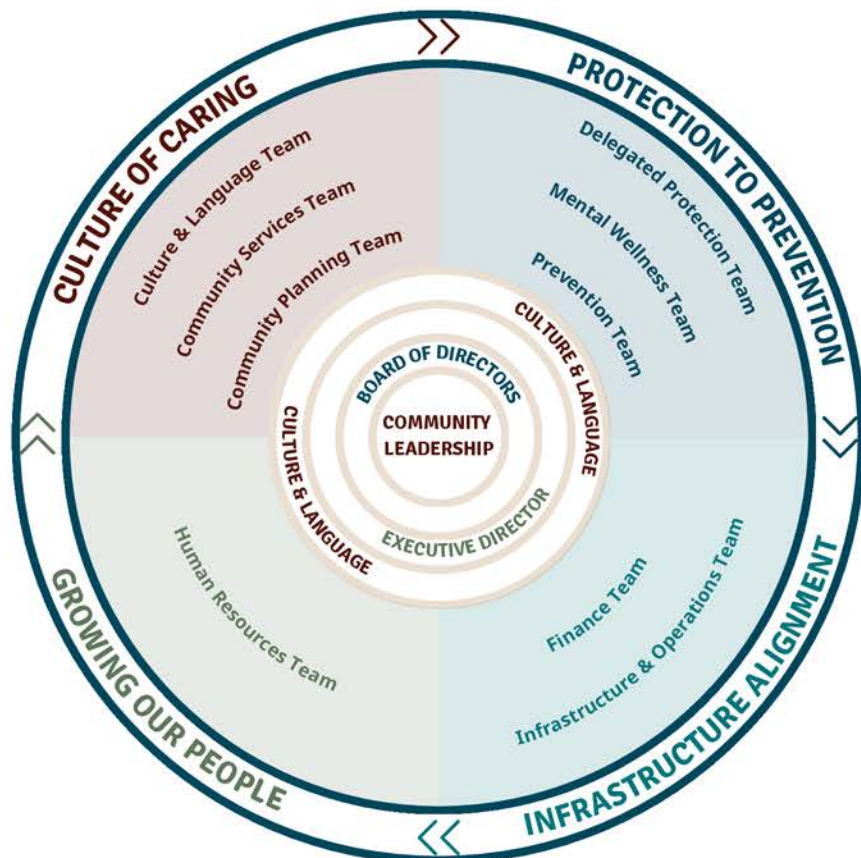 CULTURE OF CARING
PROTECTION TO PREVENTION
Culture & Language Team
Community Services Team
Community Planning Team
Delegated Protection Team
Mental Wellness Team
Prevention Team
CULTURE & LANGUAGE
BOARD OF DIRECTORS
COMMUNITY
LEADERSHIP
EXECUTIVE DIRECTOR
CULTURE & LANGUAGE
Human Resources Team
Finance Team
Infrastructure & Operations Team
GROWING OUR PEOPLE
INFRASTRUCTURE ALIGNMENT